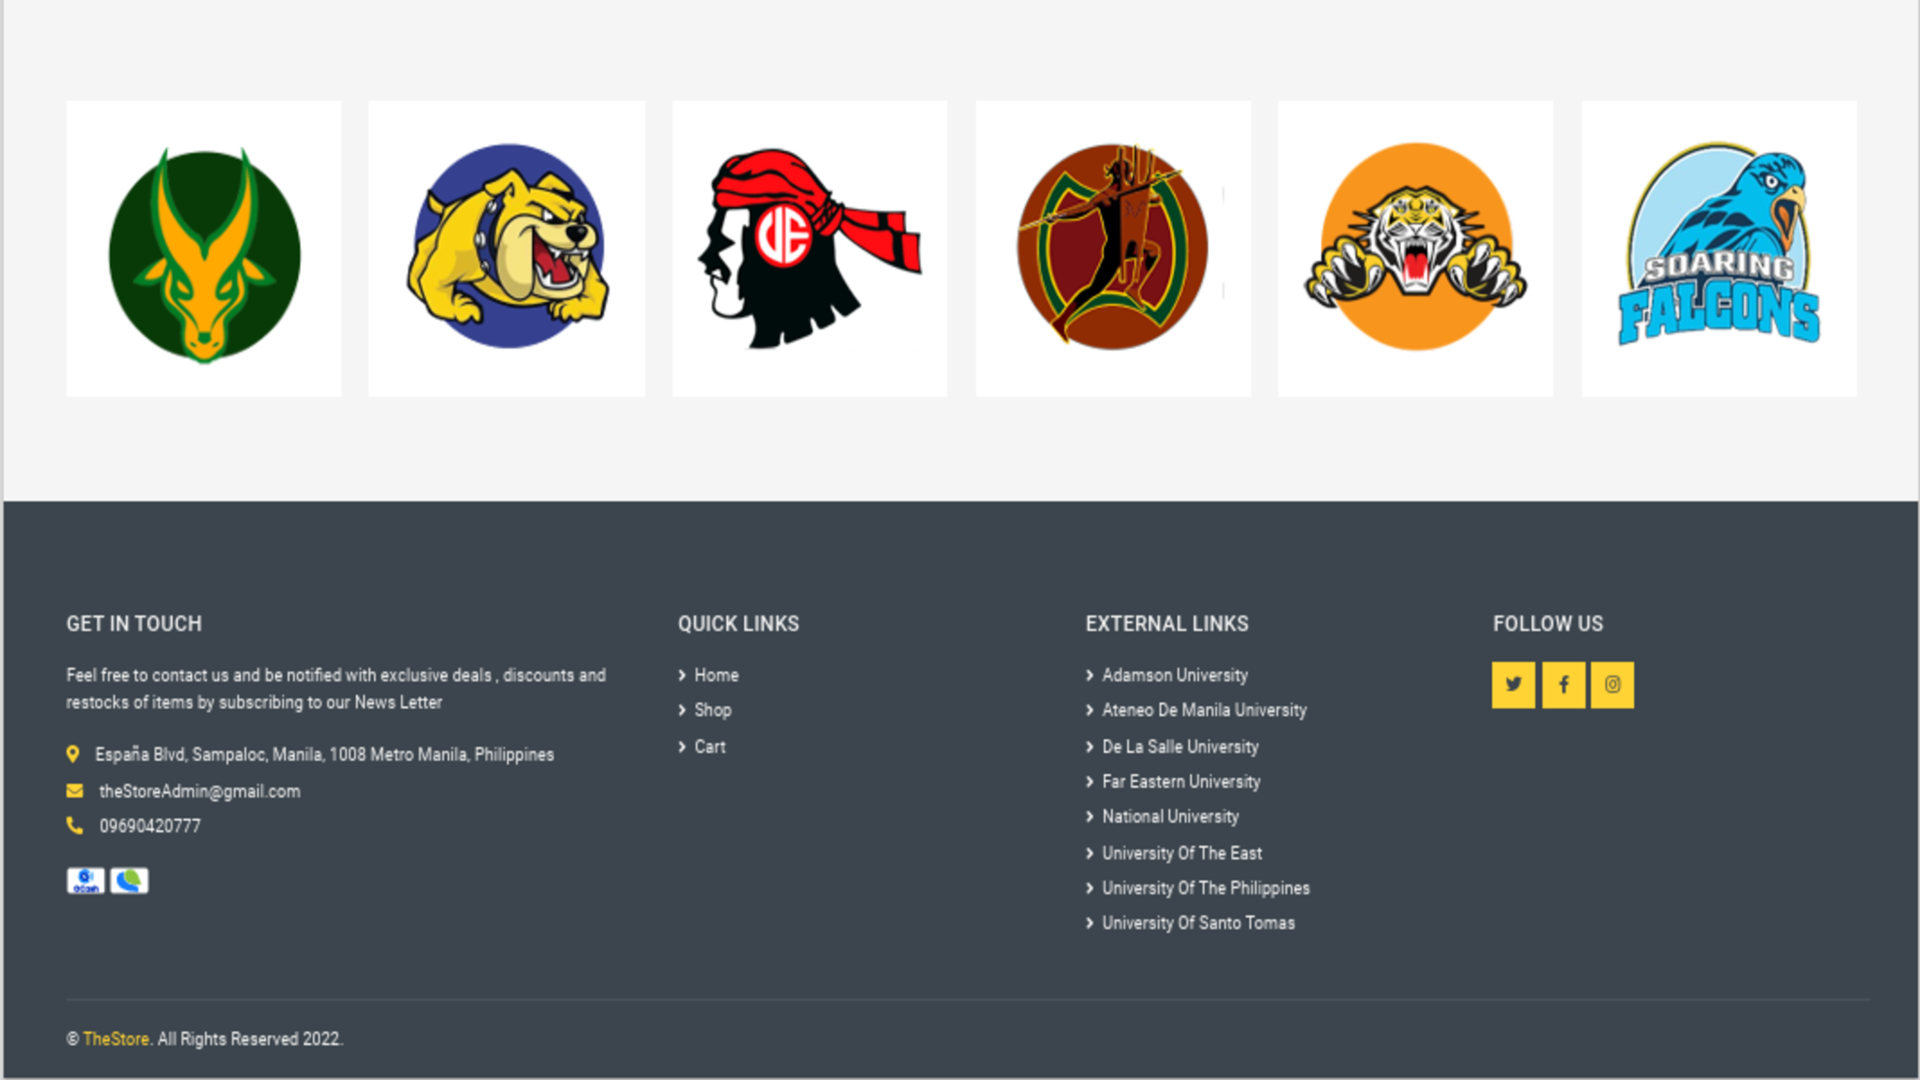 UE
SOARING
FALCONS
GET IN TOUCH
Feel free to contact us and be notified with exclusive deals , discounts and
restocks of items by subscribing to our News Letter
España Blvd, Sampaloc, Manila, 1008 Metro Manila, Philippines
theStoreAdmin@gmail.com
09690420777
GCash
QUICK LINKS
Home
Shop
Cart
EXTERNAL LINKS
Adamson University
Ateneo De Manila University
De La Salle University
Far Eastern University
National University
University Of The East
University Of The Philippines
University Of Santo Tomas
FOLLOW US
© TheStore. All Rights Reserved 2022.